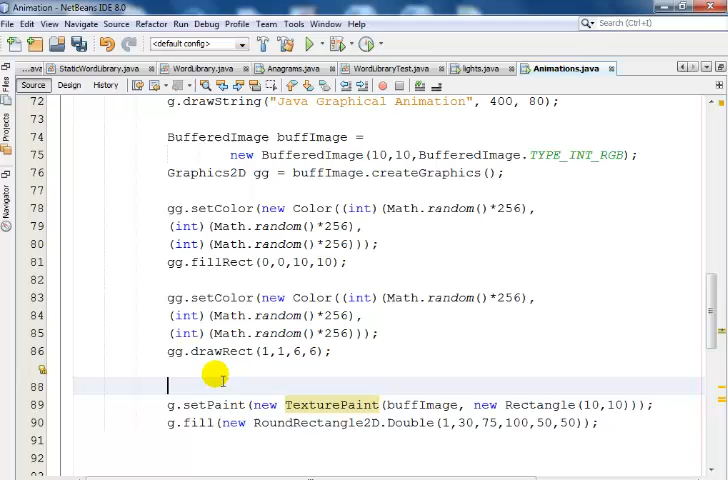 Animation - NetBeans IDE 8.0
File Edit View Navigate Source Refactor Run Debug Profile Team Tools Window Help
Search (Ctrl+I)
<default config>
...ava StaticWordLibrary.java WordLibrary.java Anagrams.java WordLibraryTest.java lights.java Animations.java
Source Design History
Files
Projects
Navigator
72 g.drawString("Java Graphical Animation", 400, 80);
73
74 BufferedImage buffImage =
75 new BufferedImage(10,10,BufferedImage.TYPE_INT_RGB);
76 Graphics2D gg = buffImage.createGraphics();
77
78 gg.setColor(new Color((int)(Math.random()*256),
79 (int)(Math.random()*256),
80 (int)(Math.random()*256)));
81 gg.fillRect(0,0,10,10);
82
83 gg.setColor(new Color((int)(Math.random()*256),
84 (int)(Math.random()*256),
85 (int)(Math.random()*256)));
86 gg.drawRect(1,1,6,6);
88
89 g.setPaint(new TexturePaint(buffImage, new Rectangle(10,10)));
90 g.fill(new RoundRectangle2D.Double(1,30,75,100,50,50));
91
92